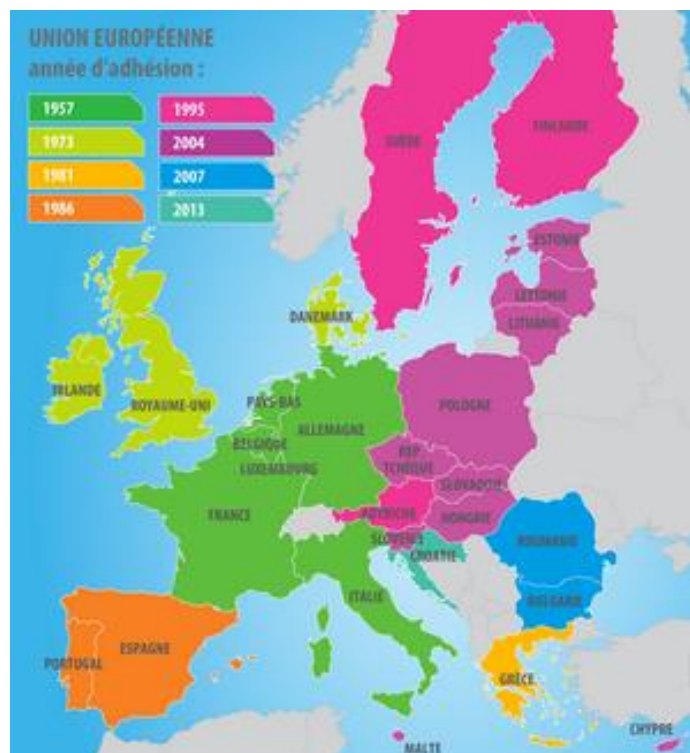 UNION EUROPÉENNE
année d'adhésion :
1957
1995
1973
2004
1981
2007
1986
2013
SUÈDE
FINLANDE
ESTONIE
LETTONIE
LITUANIE
DANEMARK
IRLANDE
ROYAUME-UNI
PAYS-BAS
POLOGNE
ALLEMAGNE
BELGIQUE
LUXEMBOURG
RÉP.
TCHÈQUE
SLOVAQUIE
FRANCE
AUTRICHE
HONGRIE
SLOVÉNIE
CROATIE
ROUMANIE
ITALIE
BULGARIE
ESPAGNE
PORTUGAL
GRÈCE
CHYPRE
MALTE